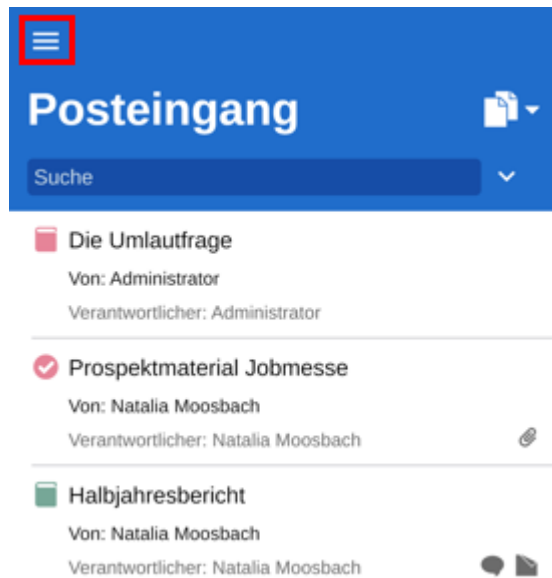 Posteingang
Suche
Die Umlautfrage
Von: Administrator
Verantwortlicher: Administrator
Prospektmaterial Jobmesse
Von: Natalia Moosbach
Verantwortlicher: Natalia Moosbach
Halbjahresbericht
Von: Natalia Moosbach
Verantwortlicher: Natalia Moosbach